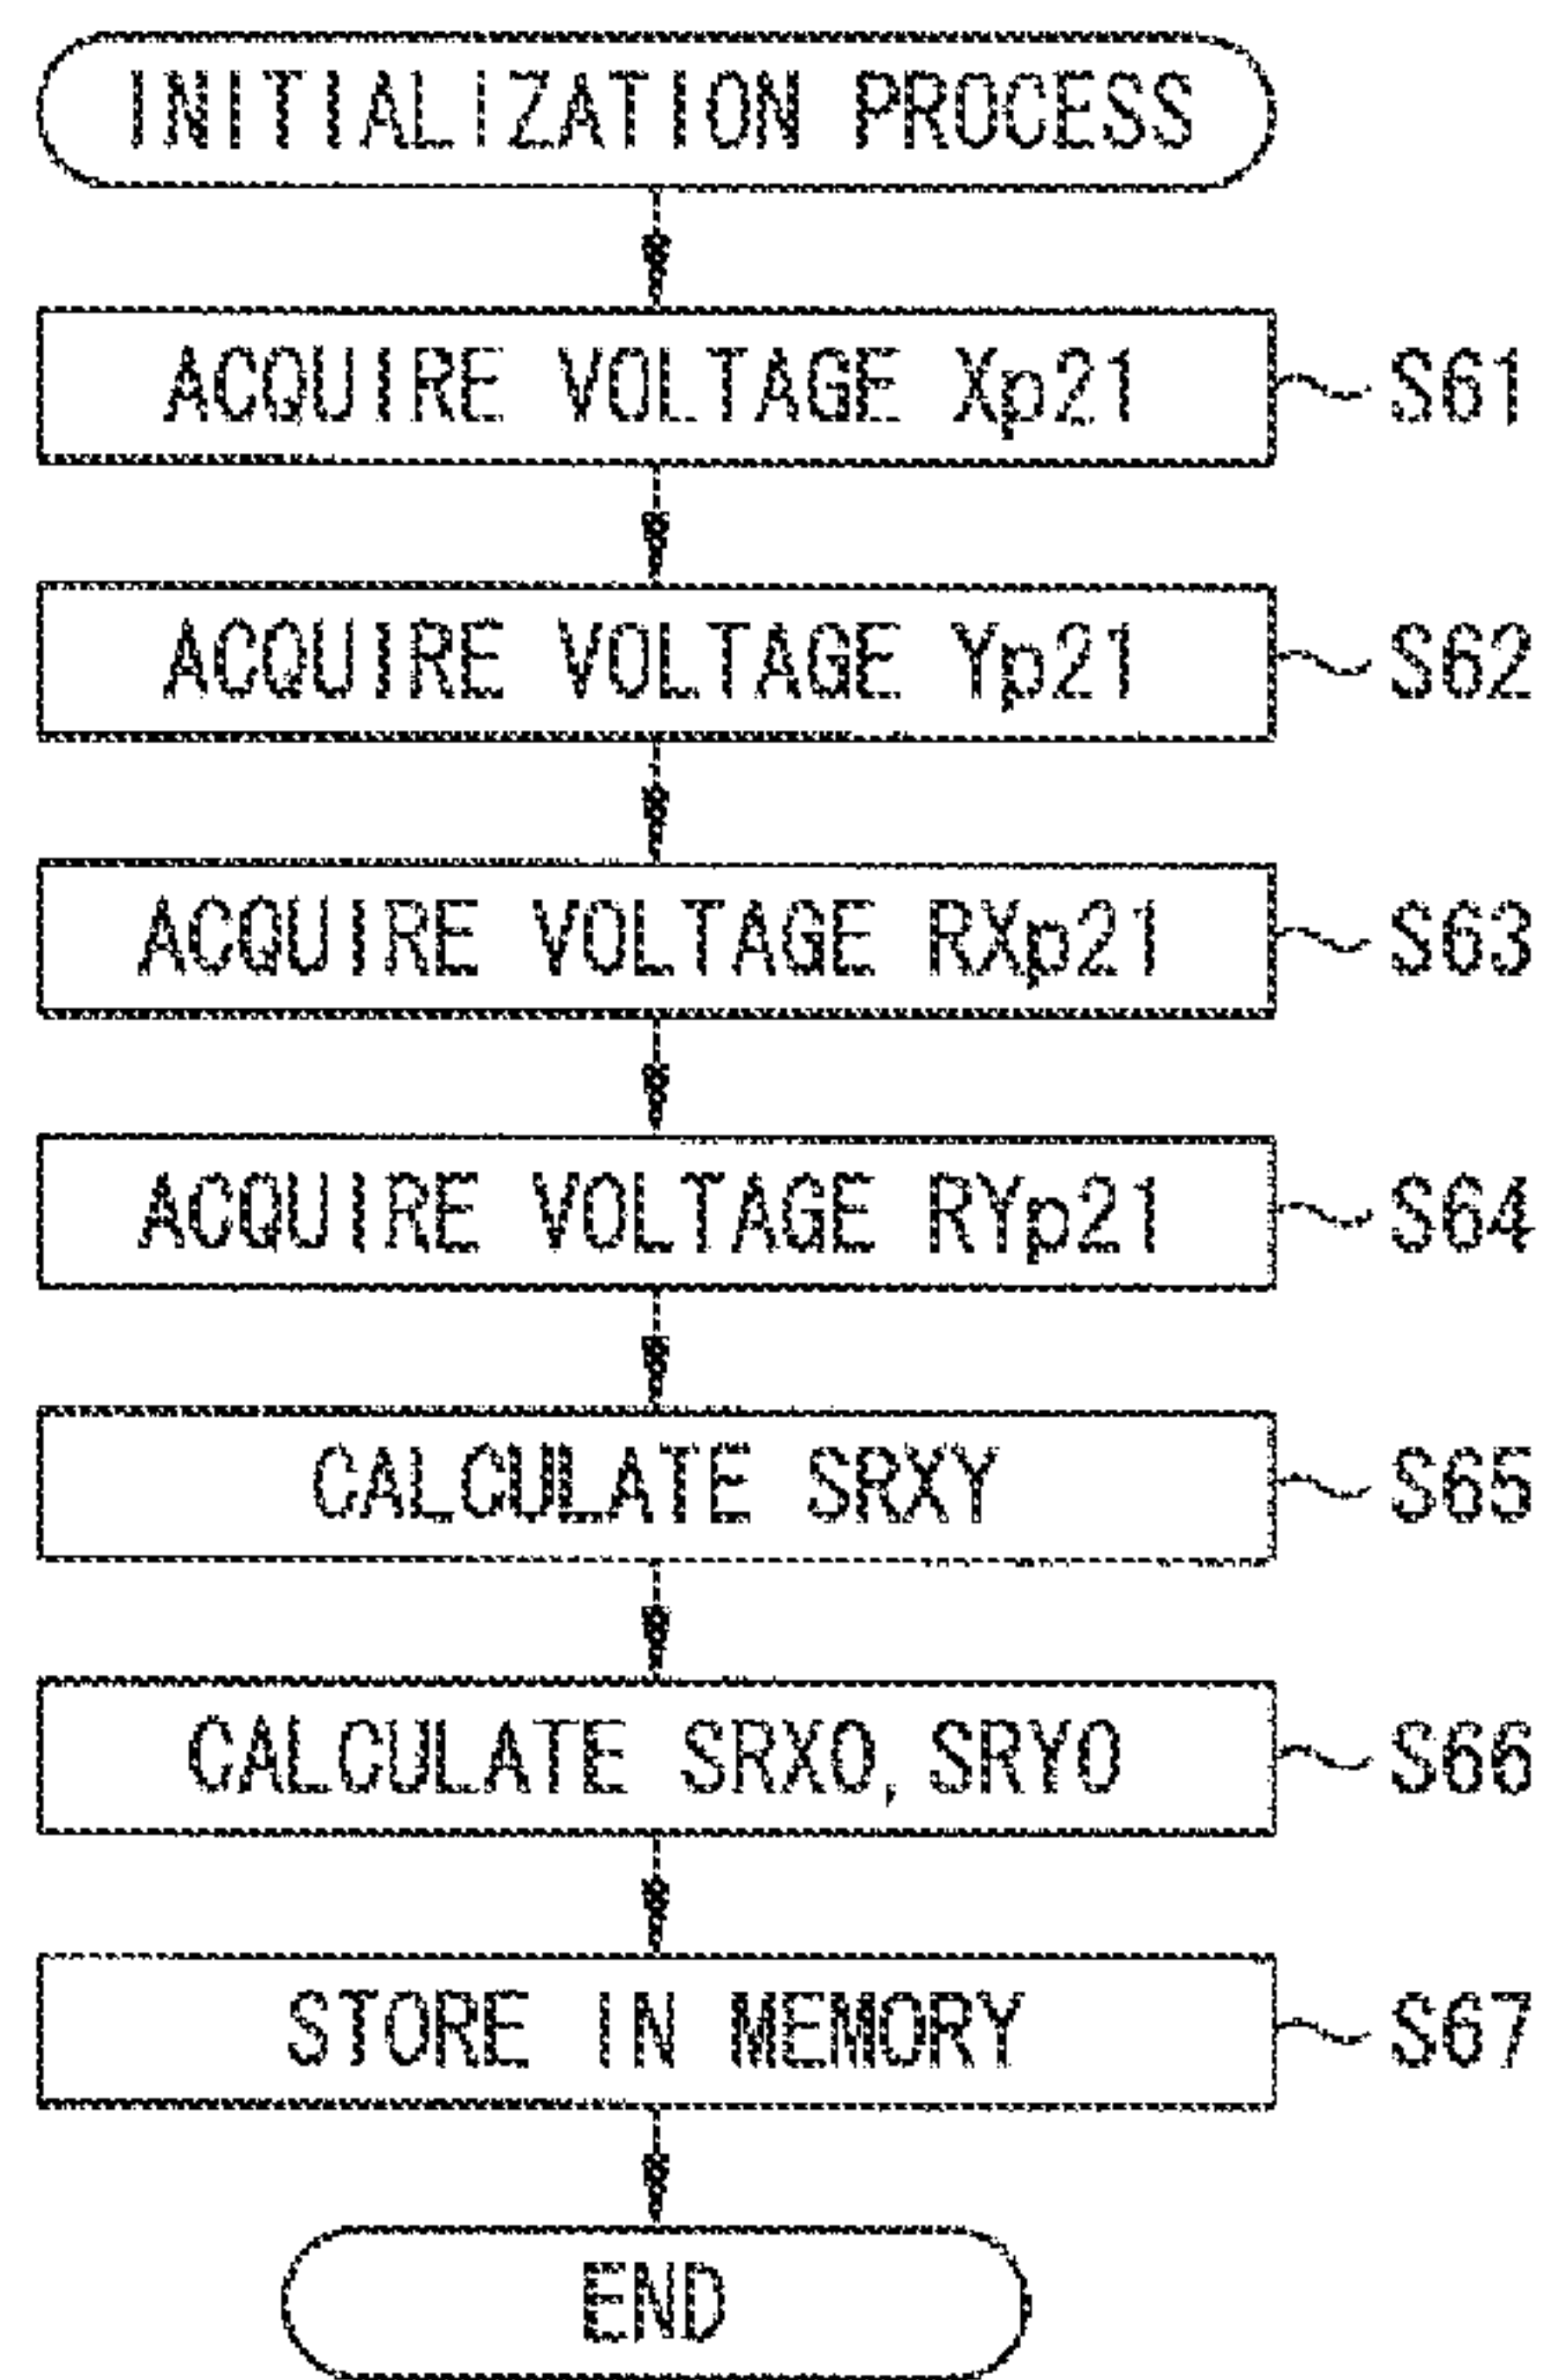 INITIALIZATION PROCESS
ACQUIRE VOLTAGE Xp21 S61
ACQUIRE VOLTAGE Yp21 S62
ACQUIRE VOLTAGE RXp21 S63
ACQUIRE VOLTAGE RYp21 S64
CALCULATE SRXY S65
CALCULATE SRX0, SRY0 S66
STORE IN MEMORY S67
END